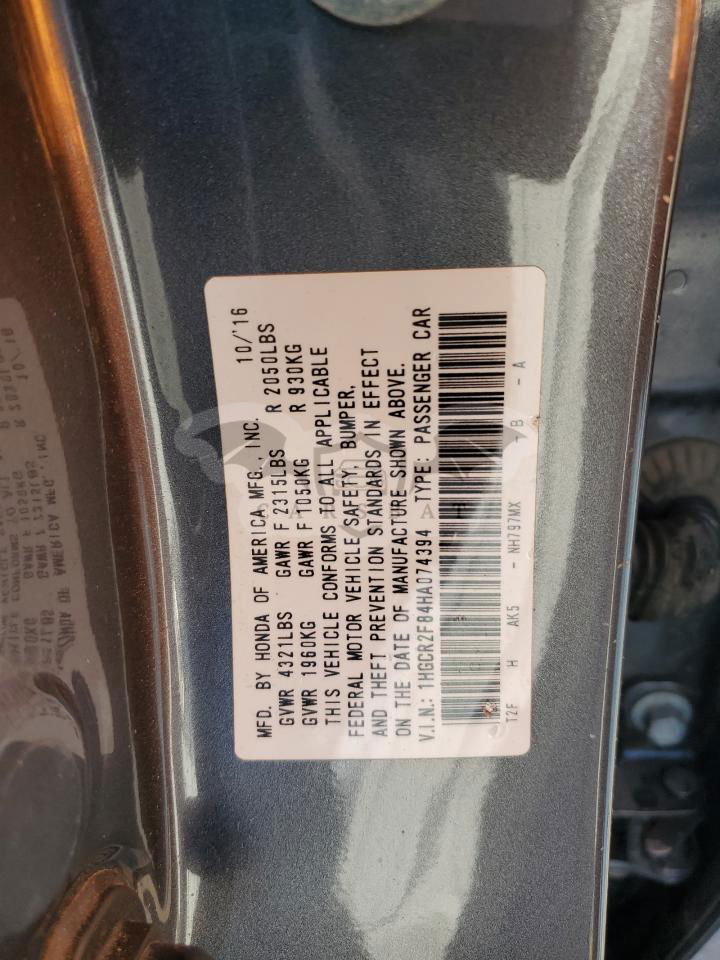 MFD. BY HONDA OF AMERICA MFG., INC. 10/'16
GVWR 4321LBS GAWR F 2315LBS R 2050LBS
GVWR 1960KG GAWR F 1050KG R 930KG
THIS VEHICLE CONFORMS TO ALL APPLICABLE
FEDERAL MOTOR VEHICLE SAFETY, BUMPER,
AND THEFT PREVENTION STANDARDS IN EFFECT
ON THE DATE OF MANUFACTURE SHOWN ABOVE.
V.I.N.: 1HGCR2F84HA074394 TYPE: PASSENGER CAR
T2F H AK5 - NH797MX - B - A